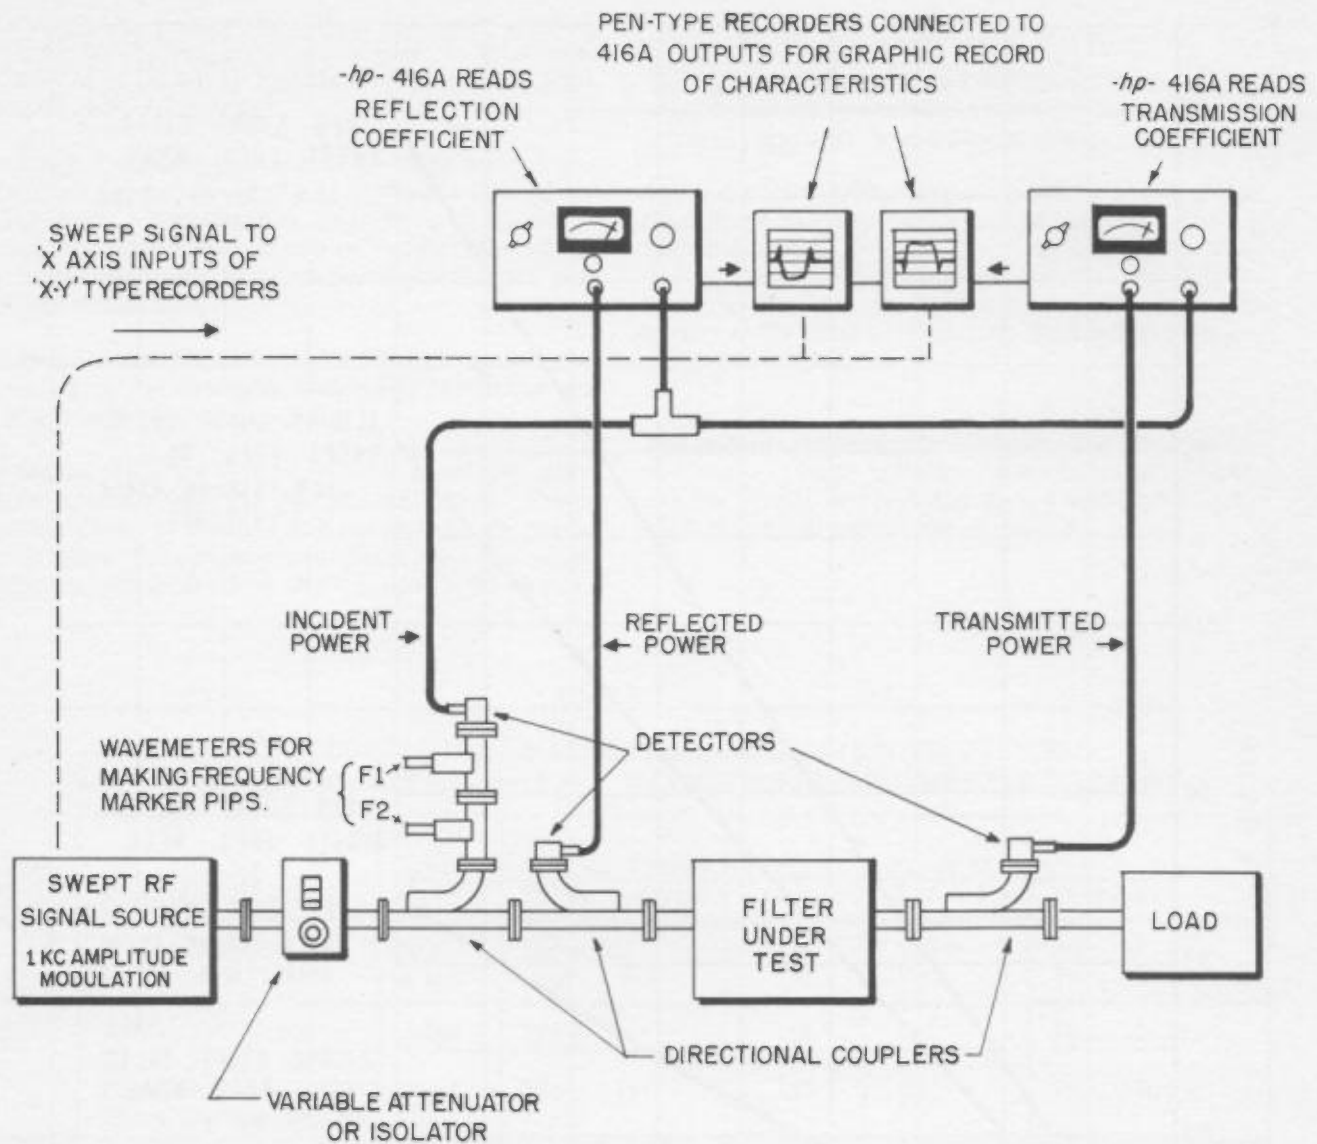 PEN-TYPE RECORDERS CONNECTED TO
416A OUTPUTS FOR GRAPHIC RECORD
OF CHARACTERISTICS
-hp- 416A READS
REFLECTION
COEFFICIENT
-hp- 416A READS
TRANSMISSION
COEFFICIENT
SWEEP SIGNAL TO
'X' AXIS INPUTS OF
'X-Y' TYPE RECORDERS
INCIDENT
POWER
REFLECTED
POWER
TRANSMITTED
POWER
DETECTORS
WAVEMETERS FOR
MAKING FREQUENCY
MARKER PIPS.
F1
F2
SWEPT RF
SIGNAL SOURCE
1 KC AMPLITUDE
MODULATION
FILTER
UNDER
TEST
LOAD
DIRECTIONAL COUPLERS
VARIABLE ATTENUATOR
OR ISOLATOR